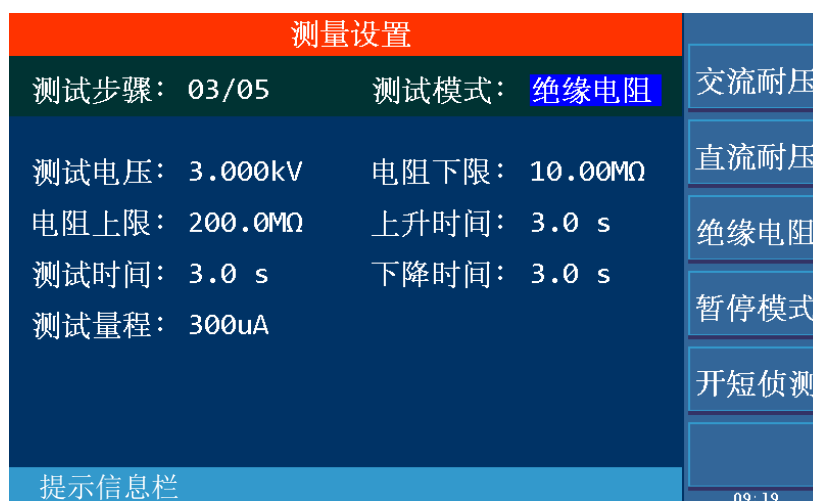 测量设置
测试步骤： 03/05 测试模式： 绝缘电阻
测试电压： 3.000kV 电阻下限： 10.00MΩ
电阻上限： 200.0MΩ 上升时间： 3.0 s
测试时间： 3.0 s 下降时间： 3.0 s
测试量程： 300uA
提示信息栏
交流耐压
直流耐压
绝缘电阻
暂停模式
开短侦测
09:19